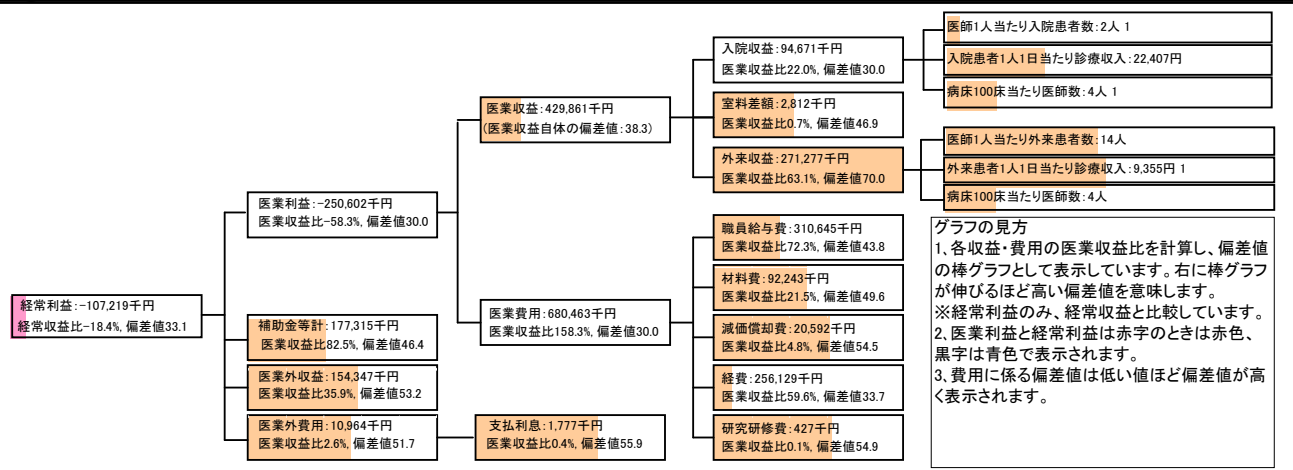 経常利益:-107,219千円
経常収益比-18.4%, 偏差値33.1
医業利益:-250,602千円
医業収益比-58.3%, 偏差値30.0
補助金等計:177,315千円
医業収益比82.5%, 偏差値46.4
医業外収益:154,347千円
医業収益比35.9%, 偏差値53.2
医業外費用:10,964千円
医業収益比2.6%, 偏差値51.7
医業収益:429,861千円
(医業収益自体の偏差値:38.3)
医業費用:680,463千円
医業収益比158.3%, 偏差値30.0
支払利息:1,777千円
医業収益比0.4%, 偏差値55.9
入院収益:94,671千円
医業収益比22.0%, 偏差値30.0
室料差額:2,812千円
医業収益比0.7%, 偏差値46.9
外来収益:271,277千円
医業収益比63.1%, 偏差値70.0
職員給与費:310,645千円
医業収益比72.3%, 偏差値43.8
材料費:92,243千円
医業収益比21.5%, 偏差値49.6
減価償却費:20,592千円
医業収益比4.8%, 偏差値54.5
経費:256,129千円
医業収益比59.6%, 偏差値33.7
研究研修費:427千円
医業収益比0.1%, 偏差値54.9
医師1人当たり入院患者数:2人 1
入院患者1人1日当たり診療収入:22,407円
病床100床当たり医師数:4人 1
医師1人当たり外来患者数:14人
外来患者1人1日当たり診療収入:9,355円 1
病床100床当たり医師数:4人
グラフの見方
1、各収益・費用の医業収益比を計算し、偏差値
の棒グラフとして表示しています。右に棒グラフ
が伸びるほど高い偏差値を意味します。
※経常利益のみ、経常収益と比較しています。
2、医業利益と経常利益は赤字のときは赤色、
黒字は青色で表示されます。
3、費用に係る偏差値は低い値ほど偏差値が高
く表示されます。